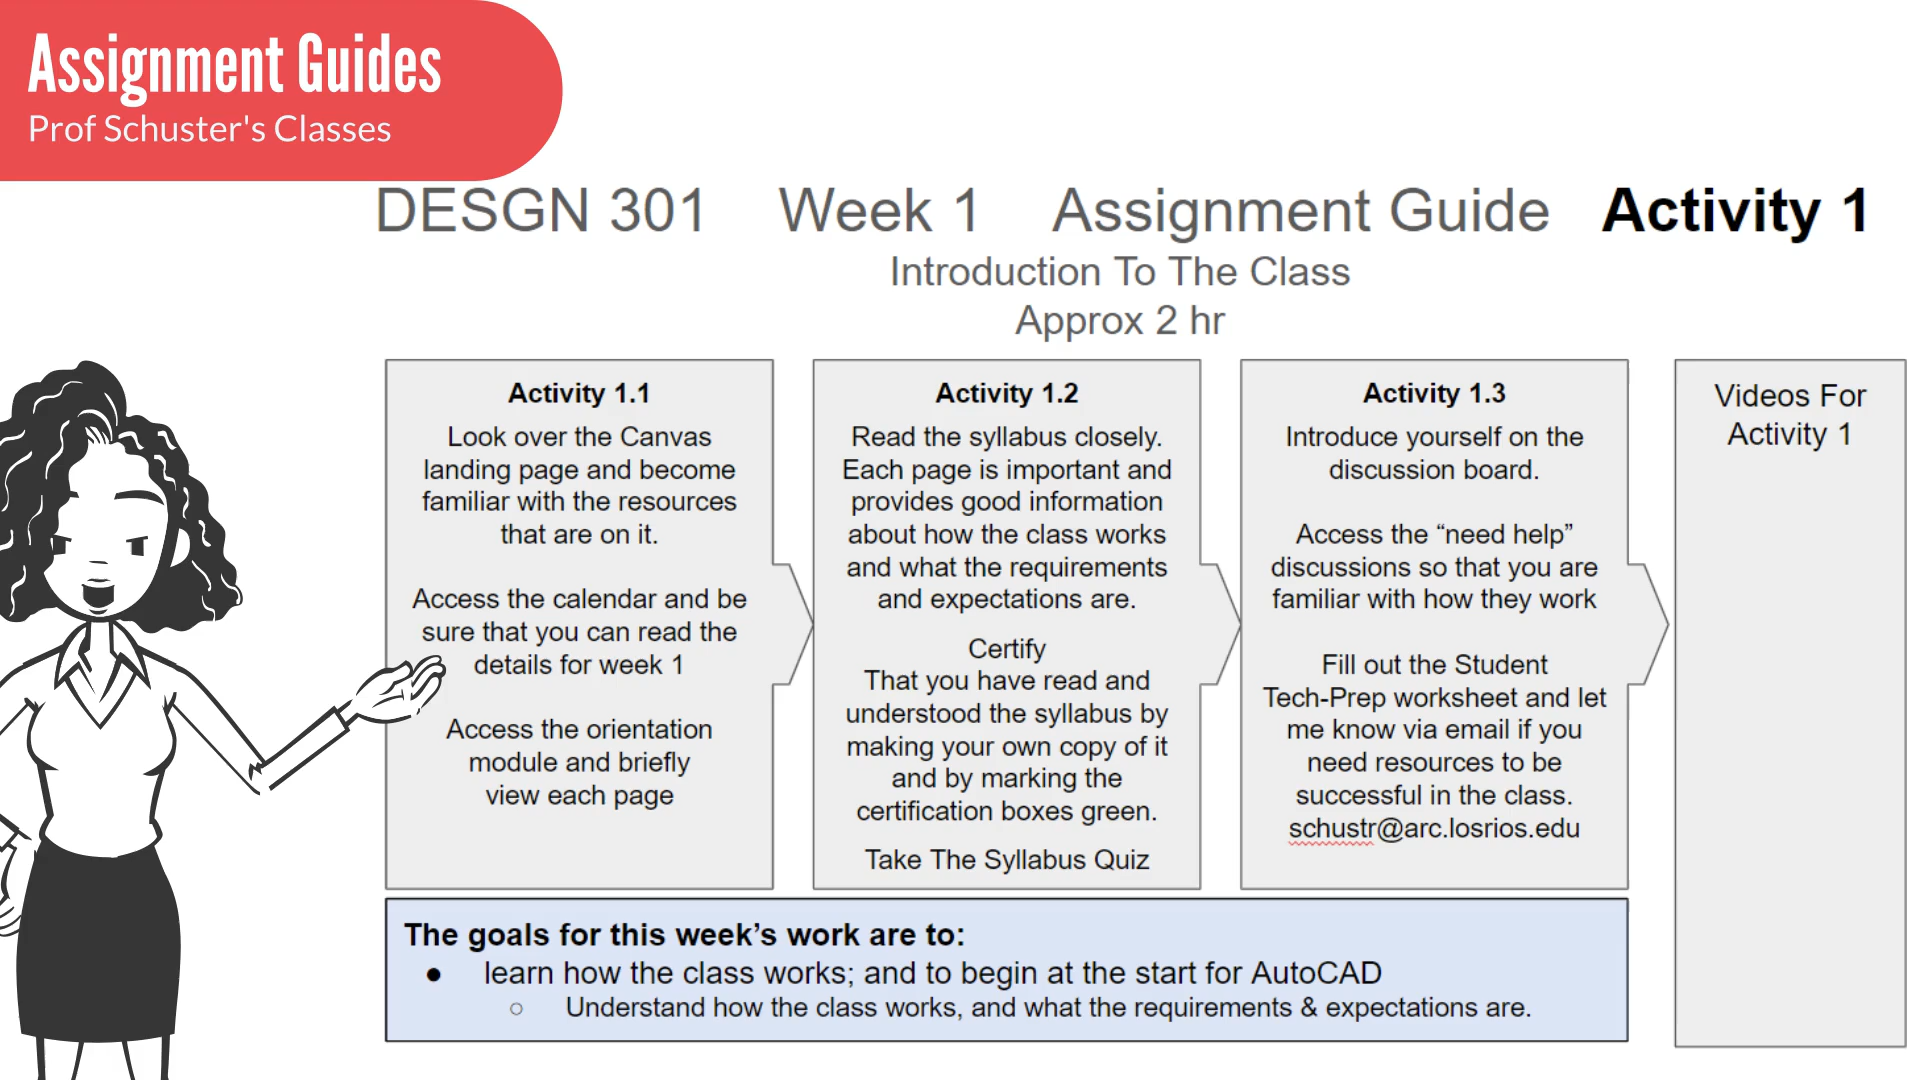 Assignment Guides
Prof Schuster's Classes
DESGN 301 Week 1 Assignment Guide Activity 1
Introduction To The Class
Approx 2 hr
Activity 1.1
Look over the Canvas
landing page and become
familiar with the resources
that are on it.
Access the calendar and be
sure that you can read the
details for week 1
Access the orientation
module and briefly
view each page
Activity 1.2
Read the syllabus closely.
Each page is important and
provides good information
about how the class works
and what the requirements
and expectations are.
Certify
That you have read and
understood the syllabus by
making your own copy of it
and by marking the
certification boxes green.
Take The Syllabus Quiz
Activity 1.3
Introduce yourself on the
discussion board.
Access the “need help”
discussions so that you are
familiar with how they work
Fill out the Student
Tech-Prep worksheet and let
me know via email if you
need resources to be
successful in the class.
schustr@arc.losrios.edu
Videos For
Activity 1
The goals for this week’s work are to:
● learn how the class works; and to begin at the start for AutoCAD
○ Understand how the class works, and what the requirements & expectations are.